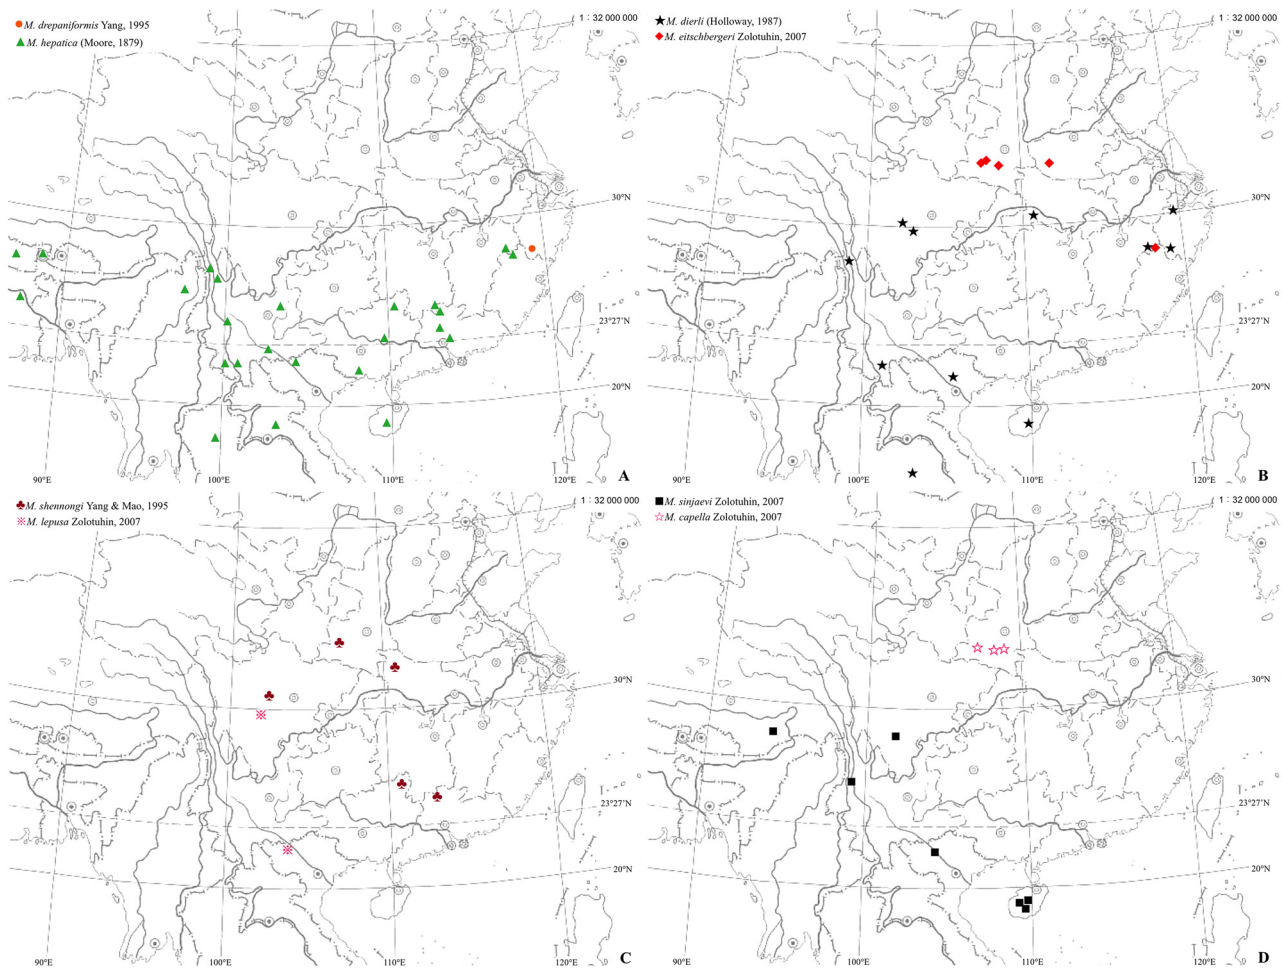 M. drepaniformis Yang, 1995
M. hepatica (Moore, 1879)
1 : 32 000 000
30°N
23°27'N
20°N
90°E
100°E
110°E
120°E
A
M. dierli (Holloway, 1987)
M. eitschbergeri Zolotuhin, 2007
1 : 32 000 000
30°N
23°27'N
20°N
90°E
100°E
110°E
120°E
B
M. shennongi Yang & Mao, 1995
M. lepusa Zolotuhin, 2007
1 : 32 000 000
30°N
23°27'N
20°N
90°E
100°E
110°E
120°E
C
M. sinjaevi Zolotuhin, 2007
M. capella Zolotuhin, 2007
1 : 32 000 000
30°N
23°27'N
20°N
90°E
100°E
110°E
120°E
D